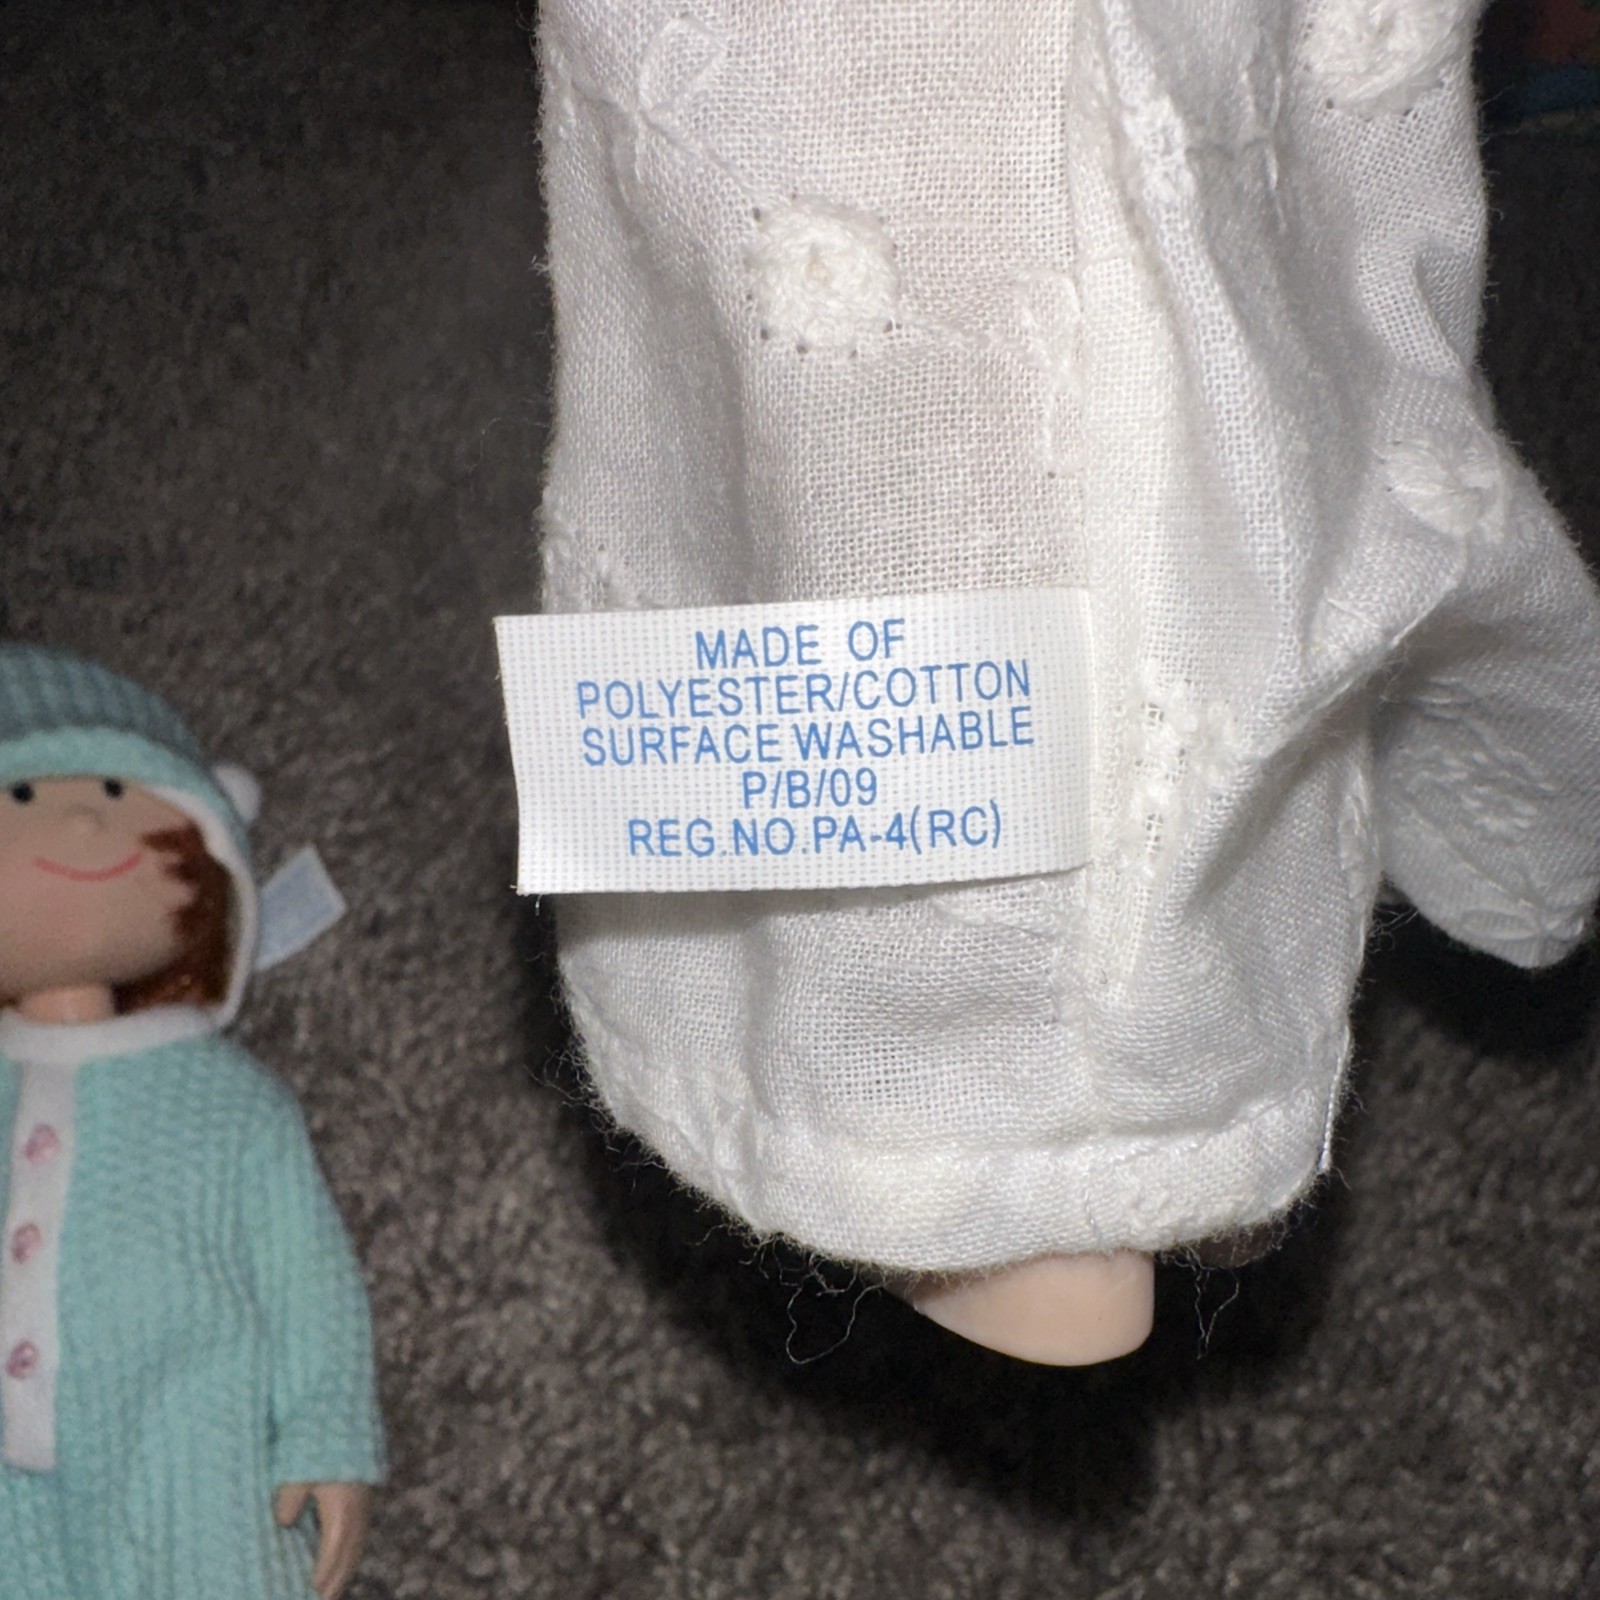 MADE OF
POLYESTER/COTTON
SURFACE WASHABLE
P/B/09
REG.NO.PA-4(RC)